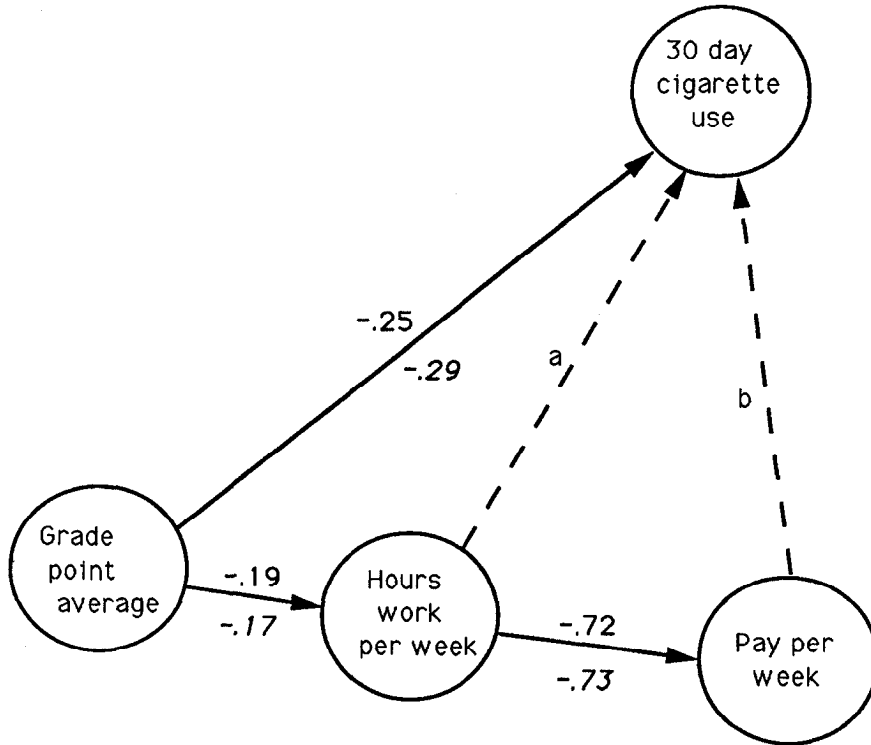 30 day
cigarette
use
-.25
-.29
a
b
Grade
point
average
-.19
-.17
Hours
work
per week
-.72
-.73
Pay per
week